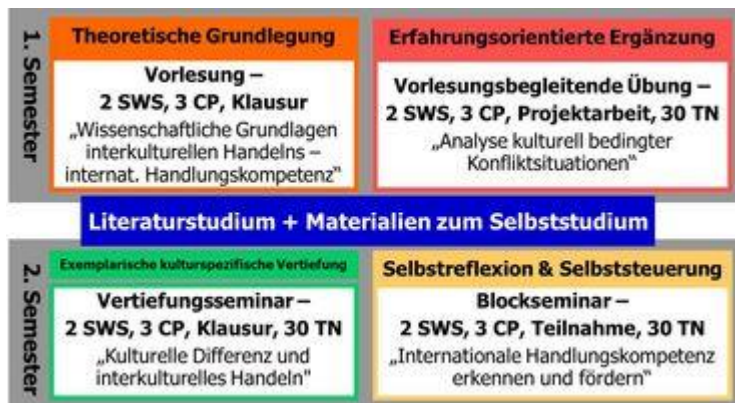 1. Semester
Theoretische Grundlegung
Vorlesung –
2 SWS, 3 CP, Klausur
„Wissenschaftliche Grundlagen
interkulturellen Handelns –
internat. Handlungskompetenz“
Erfahrungsorientierte Ergänzung
Vorlesungsbegleitende Übung –
2 SWS, 3 CP, Projektarbeit, 30 TN
„Analyse kulturell bedingter
Konfliktsituationen“
Literaturstudium + Materialien zum Selbststudium
2. Semester
Exemplarische kulturspezifische Vertiefung
Vertiefungsseminar –
2 SWS, 3 CP, Klausur, 30 TN
„Kulturelle Differenz und
interkulturelles Handeln“
Selbstreflexion & Selbststeuerung
Blockseminar –
2 SWS, 3 CP, Teilnahme, 30 TN
„Internationale Handlungskompetenz
erkennen und fördern“